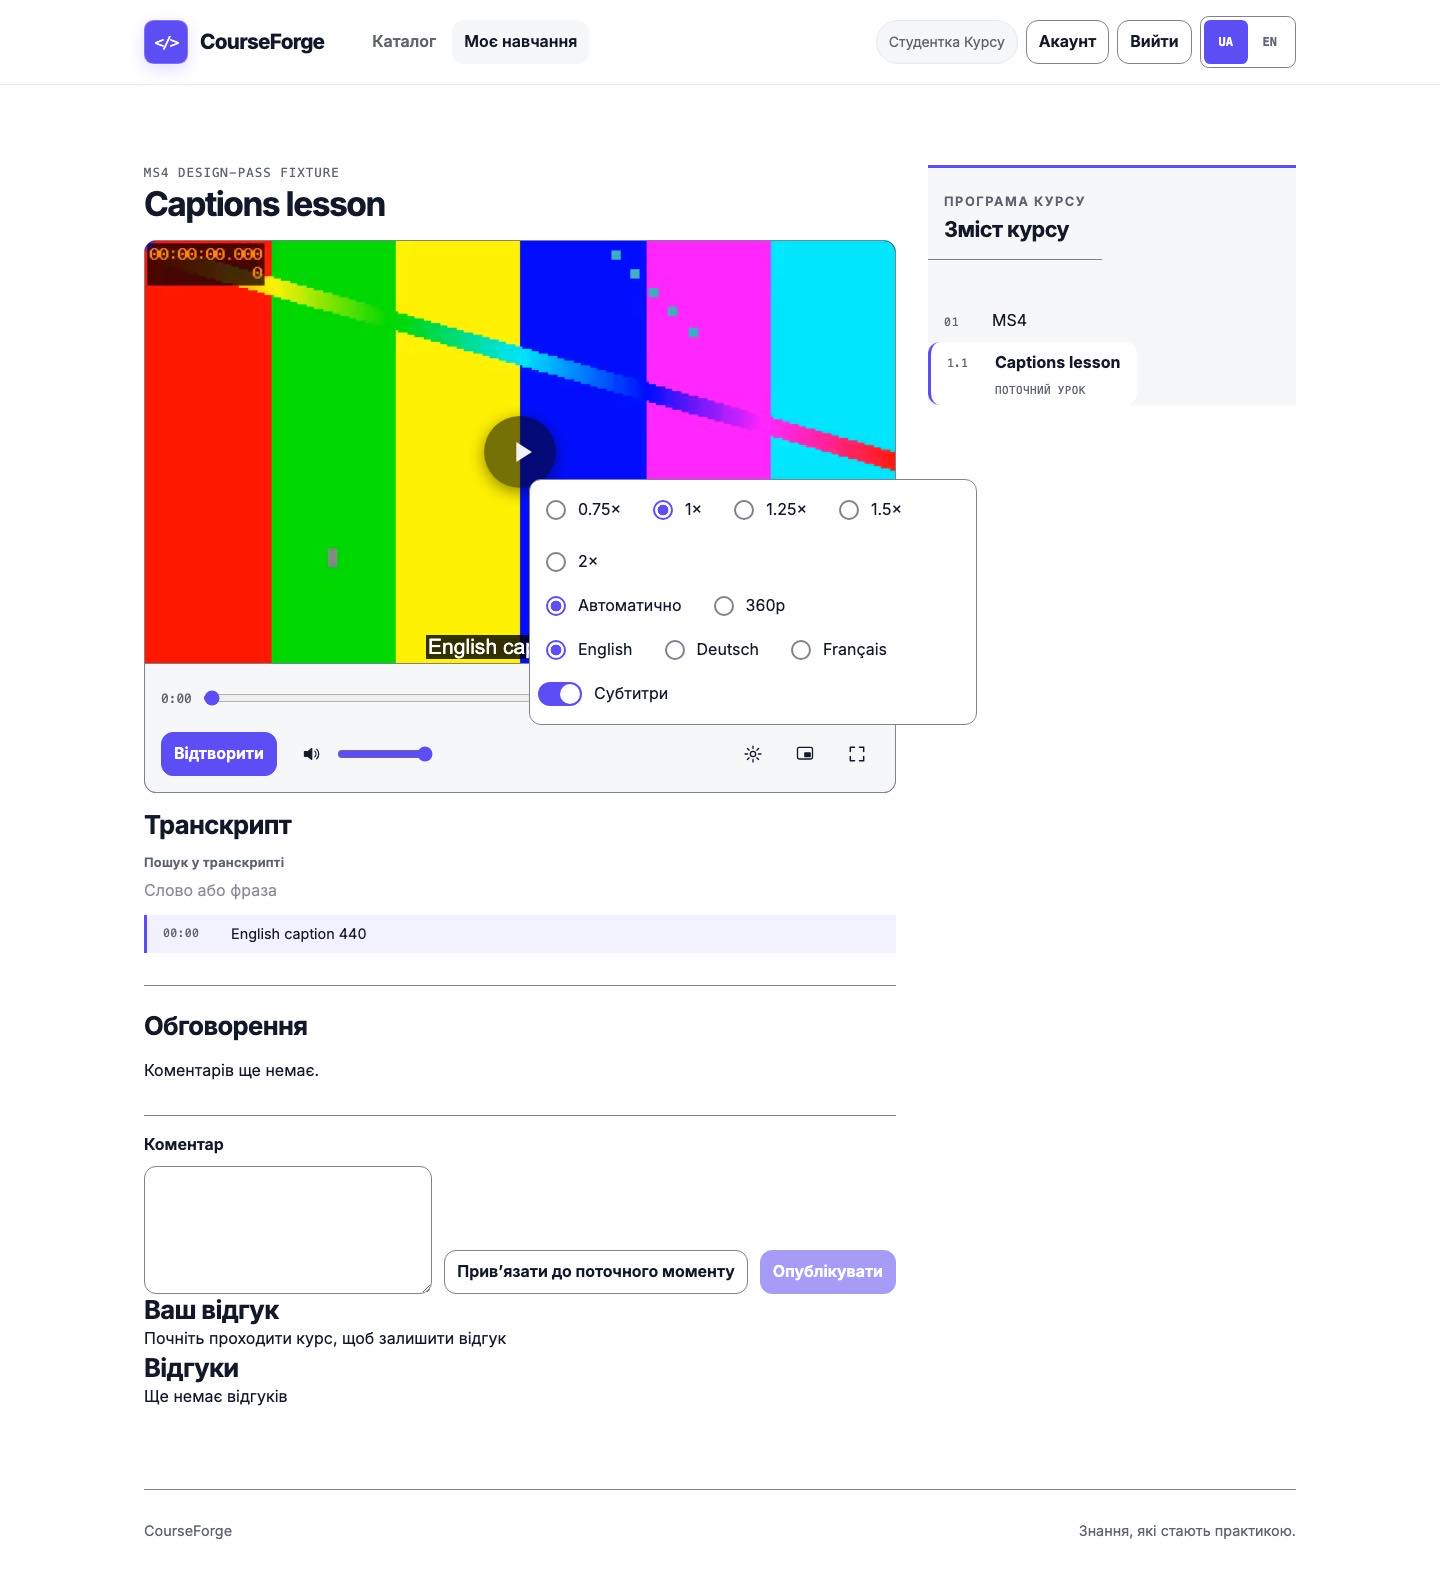 </> CourseForge Каталог Моє навчання Студентка Курсу Акаунт Вийти UA EN
MS4 DESIGN-PASS FIXTURE
Captions lesson
00:00:00.000
0
English cap
0.75× 1× 1.25× 1.5×
2×
Автоматично 360p
English Deutsch Français
Субтитри
0:00
Відтворити
Транскрипт
Пошук у транскрипті
Слово або фраза
00:00 English caption 440
Обговорення
Коментарів ще немає.
Коментар
Прив’язати до поточного моменту Опублікувати
Ваш відгук
Почніть проходити курс, щоб залишити відгук
Відгуки
Ще немає відгуків
ПРОГРАМА КУРСУ
Зміст курсу
01 MS4
1.1 Captions lesson
ПОТОЧНИЙ УРОК
CourseForge Знання, які стають практикою.